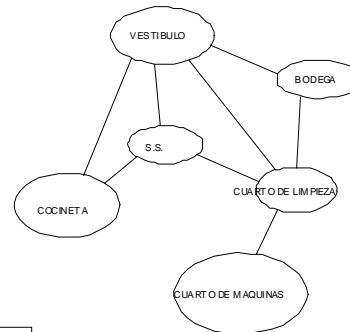 VESTIBULO
BODEGA
S.S.
CUARTO DE LIMPIEZA
COCINETA
CUARTO DE MAQUINAS